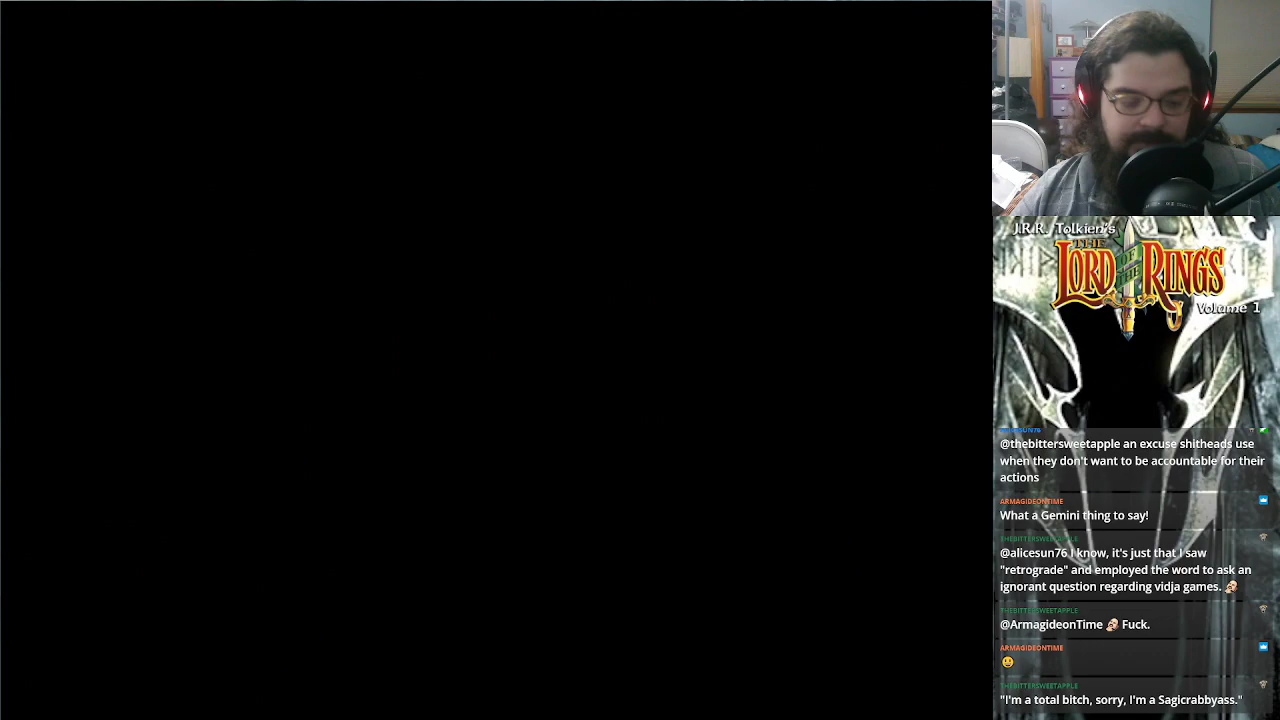 J.R.R. Tolkien's
THE
LORD OF THE RINGS
Volume 1
@thebittersweetapple an excuse shitheads use
when they don't want to be accountable for their
actions
ARMAGIDEONTIME
What a Gemini thing to say!
THEBITTERSWEETAPPLE
@alicesun76 I know, it's just that I saw
"retrograde" and employed the word to ask an
ignorant question regarding vidja games.
THEBITTERSWEETAPPLE
@ArmagideonTime Fuck.
ARMAGIDEONTIME
THEBITTERSWEETAPPLE
"I'm a total bitch, sorry, I'm a Sagicrabbyass."